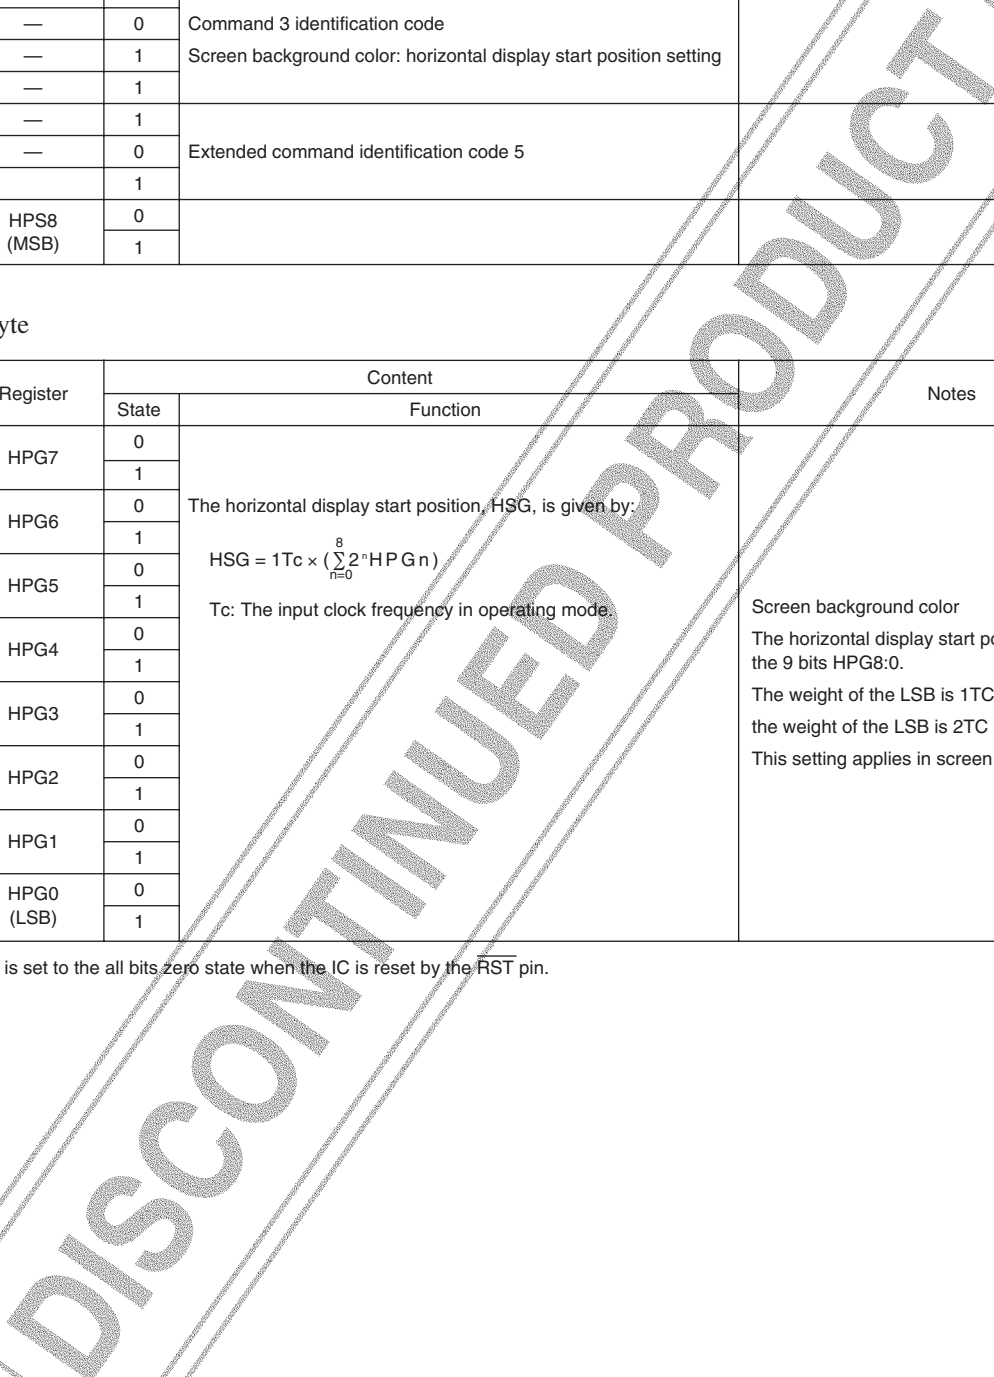 — 0 Command 3 identification code
— 1 Screen background color: horizontal display start position setting
— 1
— 1
— 0 Extended command identification code 5
1
HPS8 0
(MSB) 1
yte
Register Content Notes
State Function
HPG7 0
1
HPG6 0 The horizontal display start position, HSG, is given by:
1
HPG5 0 HSG = 1Tc × ( 8 ∑ n=0 2 n H P G n )
1 Tc: The input clock frequency in operating mode.
Screen background color
HPG4 0 The horizontal display start po
1 the 9 bits HPG8:0.
HPG3 0 The weight of the LSB is 1TC
1 the weight of the LSB is 2TC
HPG2 0 This setting applies in screen
1
HPG1 0
1
HPG0 0
(LSB) 1
is set to the all bits zero state when the IC is reset by the RST pin.
DISCONTINUED PRODUCT